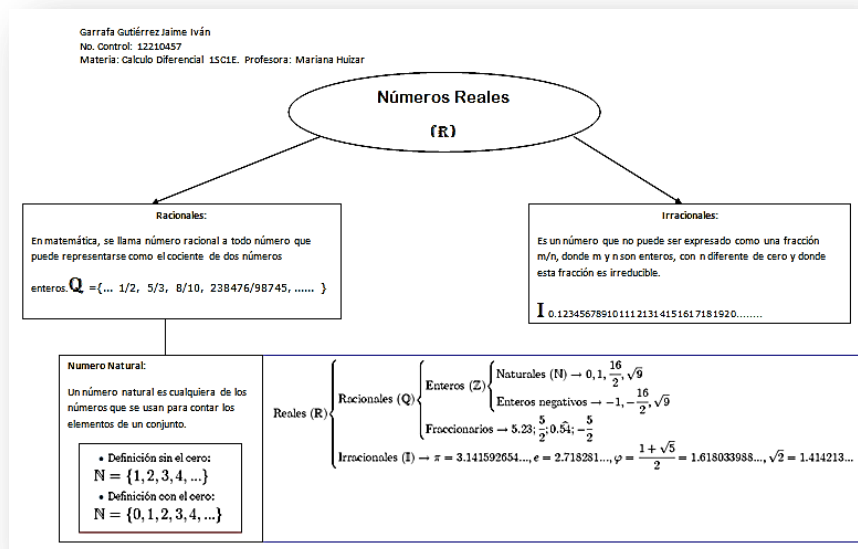 Garrafa Gutiérrez Jaime Iván
No. Control: 12210457
Materia: Calculo Diferencial 1SC1E. Profesora: Mariana Huizar
Números Reales
(ℝ)
Racionales:
En matemática, se llama número racional a todo número que
puede representarse como el cociente de dos números
enteros. Q ={... 1/2, 5/3, 8/10, 238476/98745, ...... }
Irracionales:
Es un número que no puede ser expresado como una fracción
m/n, donde m y n son enteros, con n diferente de cero y donde
esta fracción es irreducible.
I 0.1234567891011121314151617181920........
Numero Natural:
Un número natural es cualquiera de los
números que se usan para contar los
elementos de un conjunto.
• Definición sin el cero:
ℕ = {1, 2, 3, 4, ...}
• Definición con el cero:
ℕ = {0, 1, 2, 3, 4, ...}
Reales (ℝ)
Racionales (ℚ)
Enteros (ℤ)
Naturales (ℕ) → 0, 1, 16/2, √9
Enteros negativos → −1, −16/2, √9
Fraccionarios → 5.23; 5/2; 0.54; −5/2
Irracionales (𝕀) → π = 3.141592654..., e = 2.718281..., φ = (1 + √5)/2 = 1.618033988..., √2 = 1.414213...